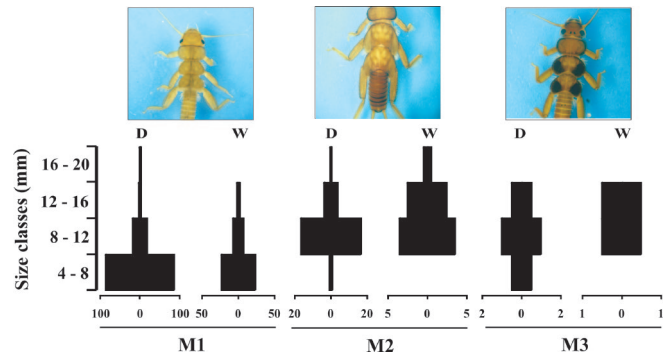 D W D W D W
Size classes (mm)
16 - 20
12 - 16
8 - 12
4 - 8
100 0 100 50 0 50 20 0 20 5 0 5 2 0 2 1 0 1
M1 M2 M3